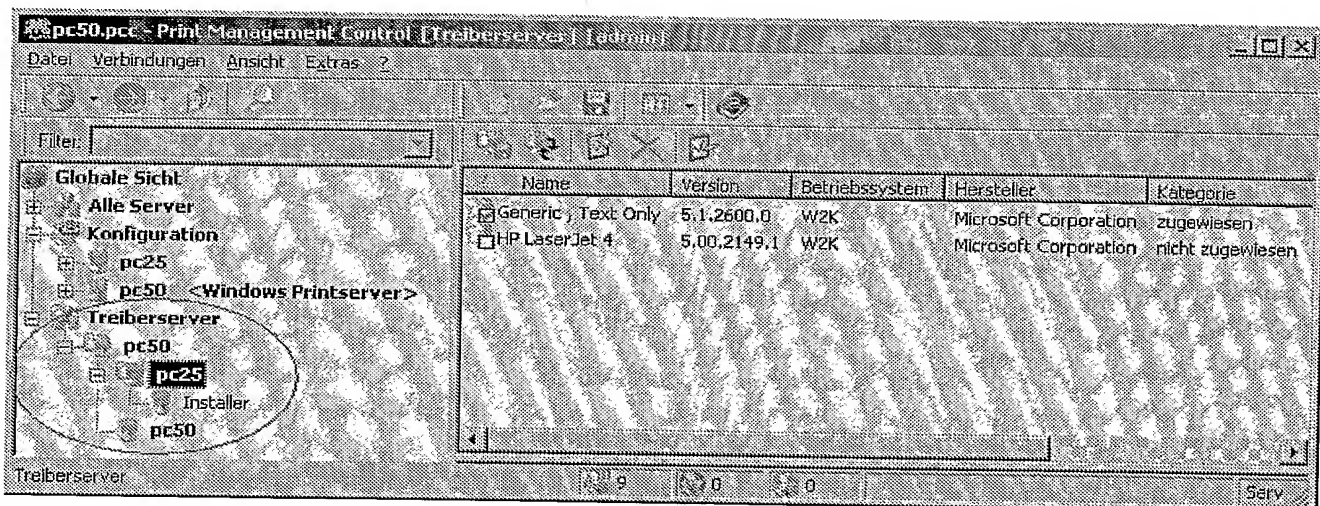 pc50.pcc - Print Management Control [Treiberserver] [admin]
Datei Verbindungen Ansicht Extras ?
Filter:
Globale Sicht
Alle Server
Konfiguration
pc25
pc50 <Windows Printserver>
Treiberserver
pc50
pc25
Installer
pc50
Name Version Betriebssystem Hersteller Kategorie
Generic , Text Only 5.1.2600.0 W2K Microsoft Corporation zugewiesen
HP LaserJet 4 5.00.2149.1 W2K Microsoft Corporation nicht zugewiesen
Treiberserver 9 0 0 Serv